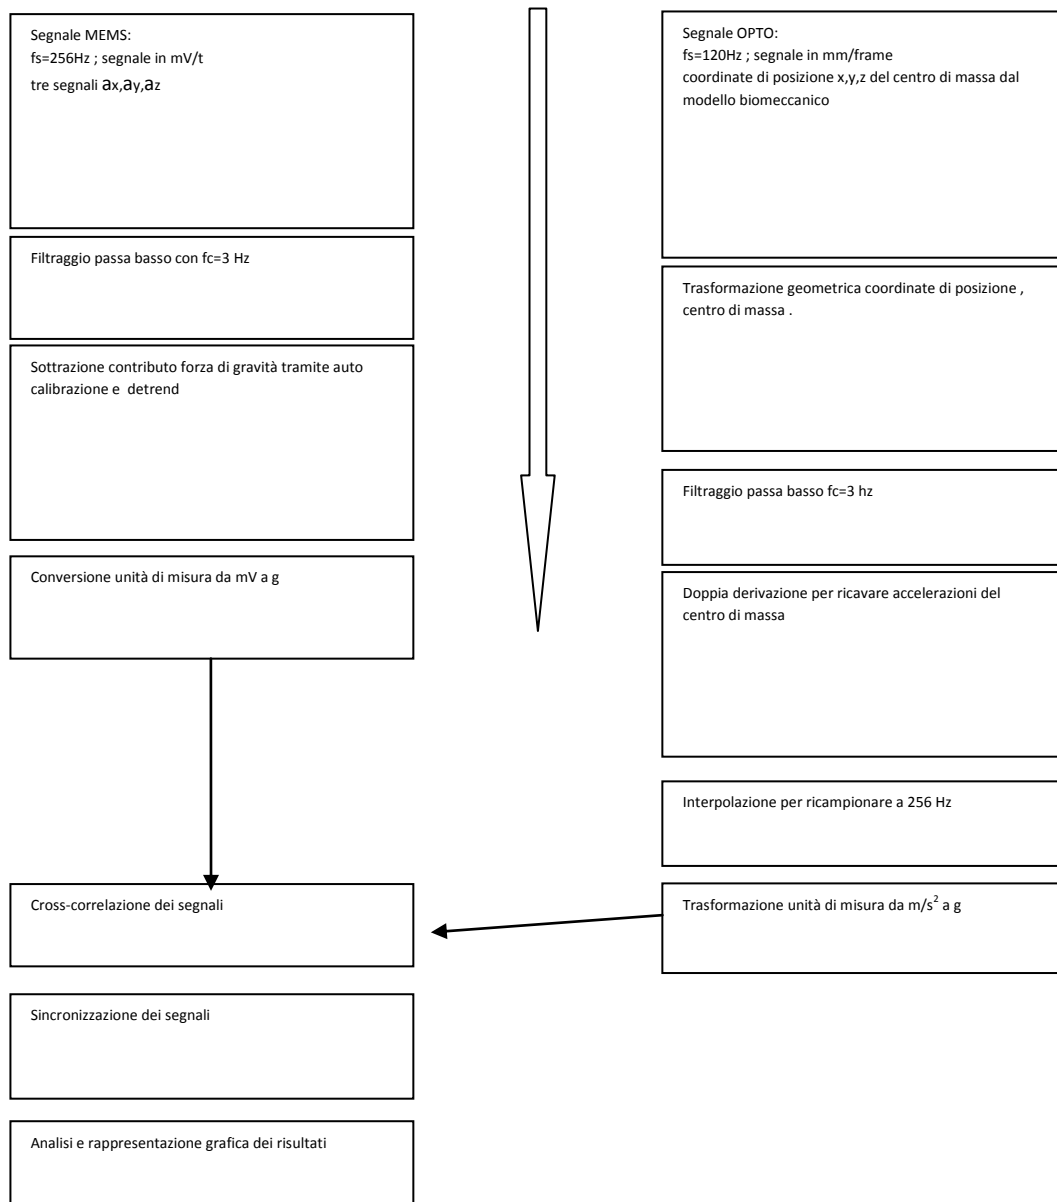 Segnale MEMS:
fs=256Hz ; segnale in mV/t
tre segnali ax,ay,az
Filtraggio passa basso con fc=3 Hz
Sottrazione contributo forza di gravità tramite auto
calibrazione e detrend
Conversione unità di misura da mV a g
Segnale OPTO:
fs=120Hz ; segnale in mm/frame
coordinate di posizione x,y,z del centro di massa dal
modello biomeccanico
Trasformazione geometrica coordinate di posizione ,
centro di massa .
Filtraggio passa basso fc=3 hz
Doppia derivazione per ricavare accelerazioni del
centro di massa
Interpolazione per ricampionare a 256 Hz
Trasformazione unità di misura da m/s² a g
Cross-correlazione dei segnali
Sincronizzazione dei segnali
Analisi e rappresentazione grafica dei risultati